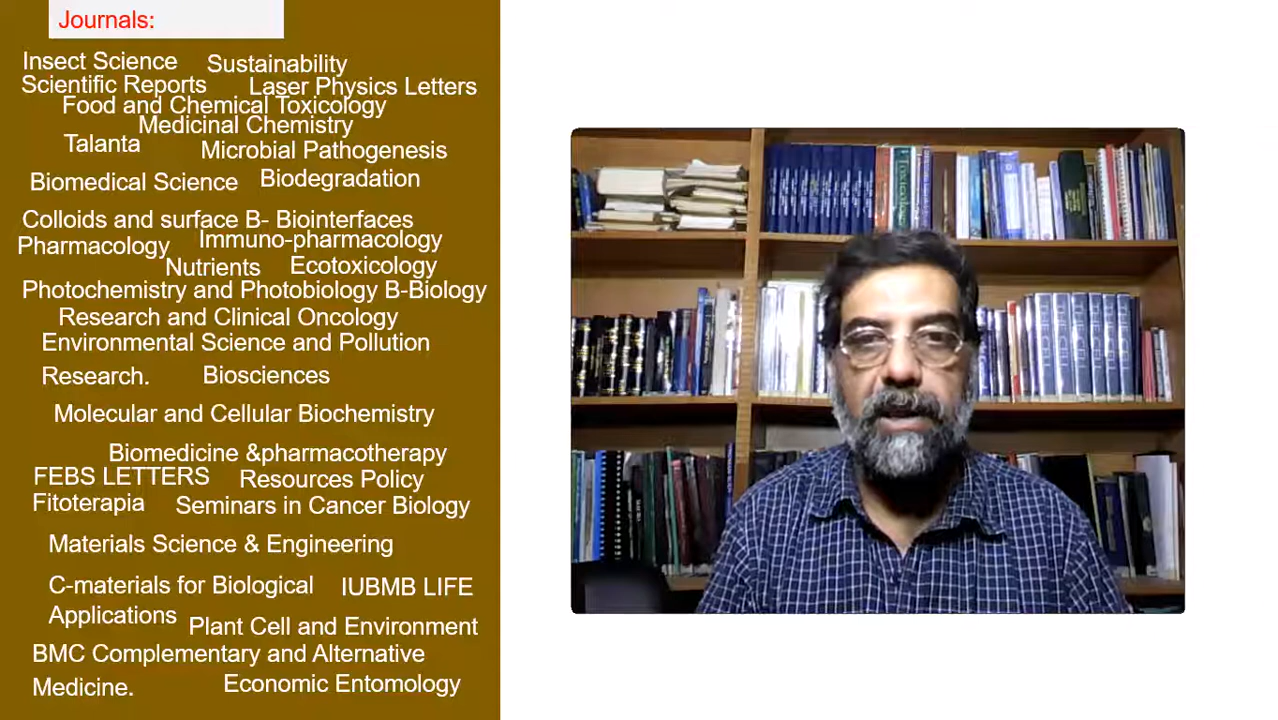 Journals:
Insect Science Sustainability
Scientific Reports Laser Physics Letters
Food and Chemical Toxicology
Medicinal Chemistry
Talanta Microbial Pathogenesis
Biomedical Science Biodegradation
Colloids and surface B- Biointerfaces
Pharmacology Immuno-pharmacology
Nutrients Ecotoxicology
Photochemistry and Photobiology B-Biology
Research and Clinical Oncology
Environmental Science and Pollution
Research. Biosciences
Molecular and Cellular Biochemistry
Biomedicine &pharmacotherapy
FEBS LETTERS Resources Policy
Fitoterapia Seminars in Cancer Biology
Materials Science & Engineering
C-materials for Biological IUBMB LIFE
Applications Plant Cell and Environment
BMC Complementary and Alternative
Medicine. Economic Entomology
Toxicology